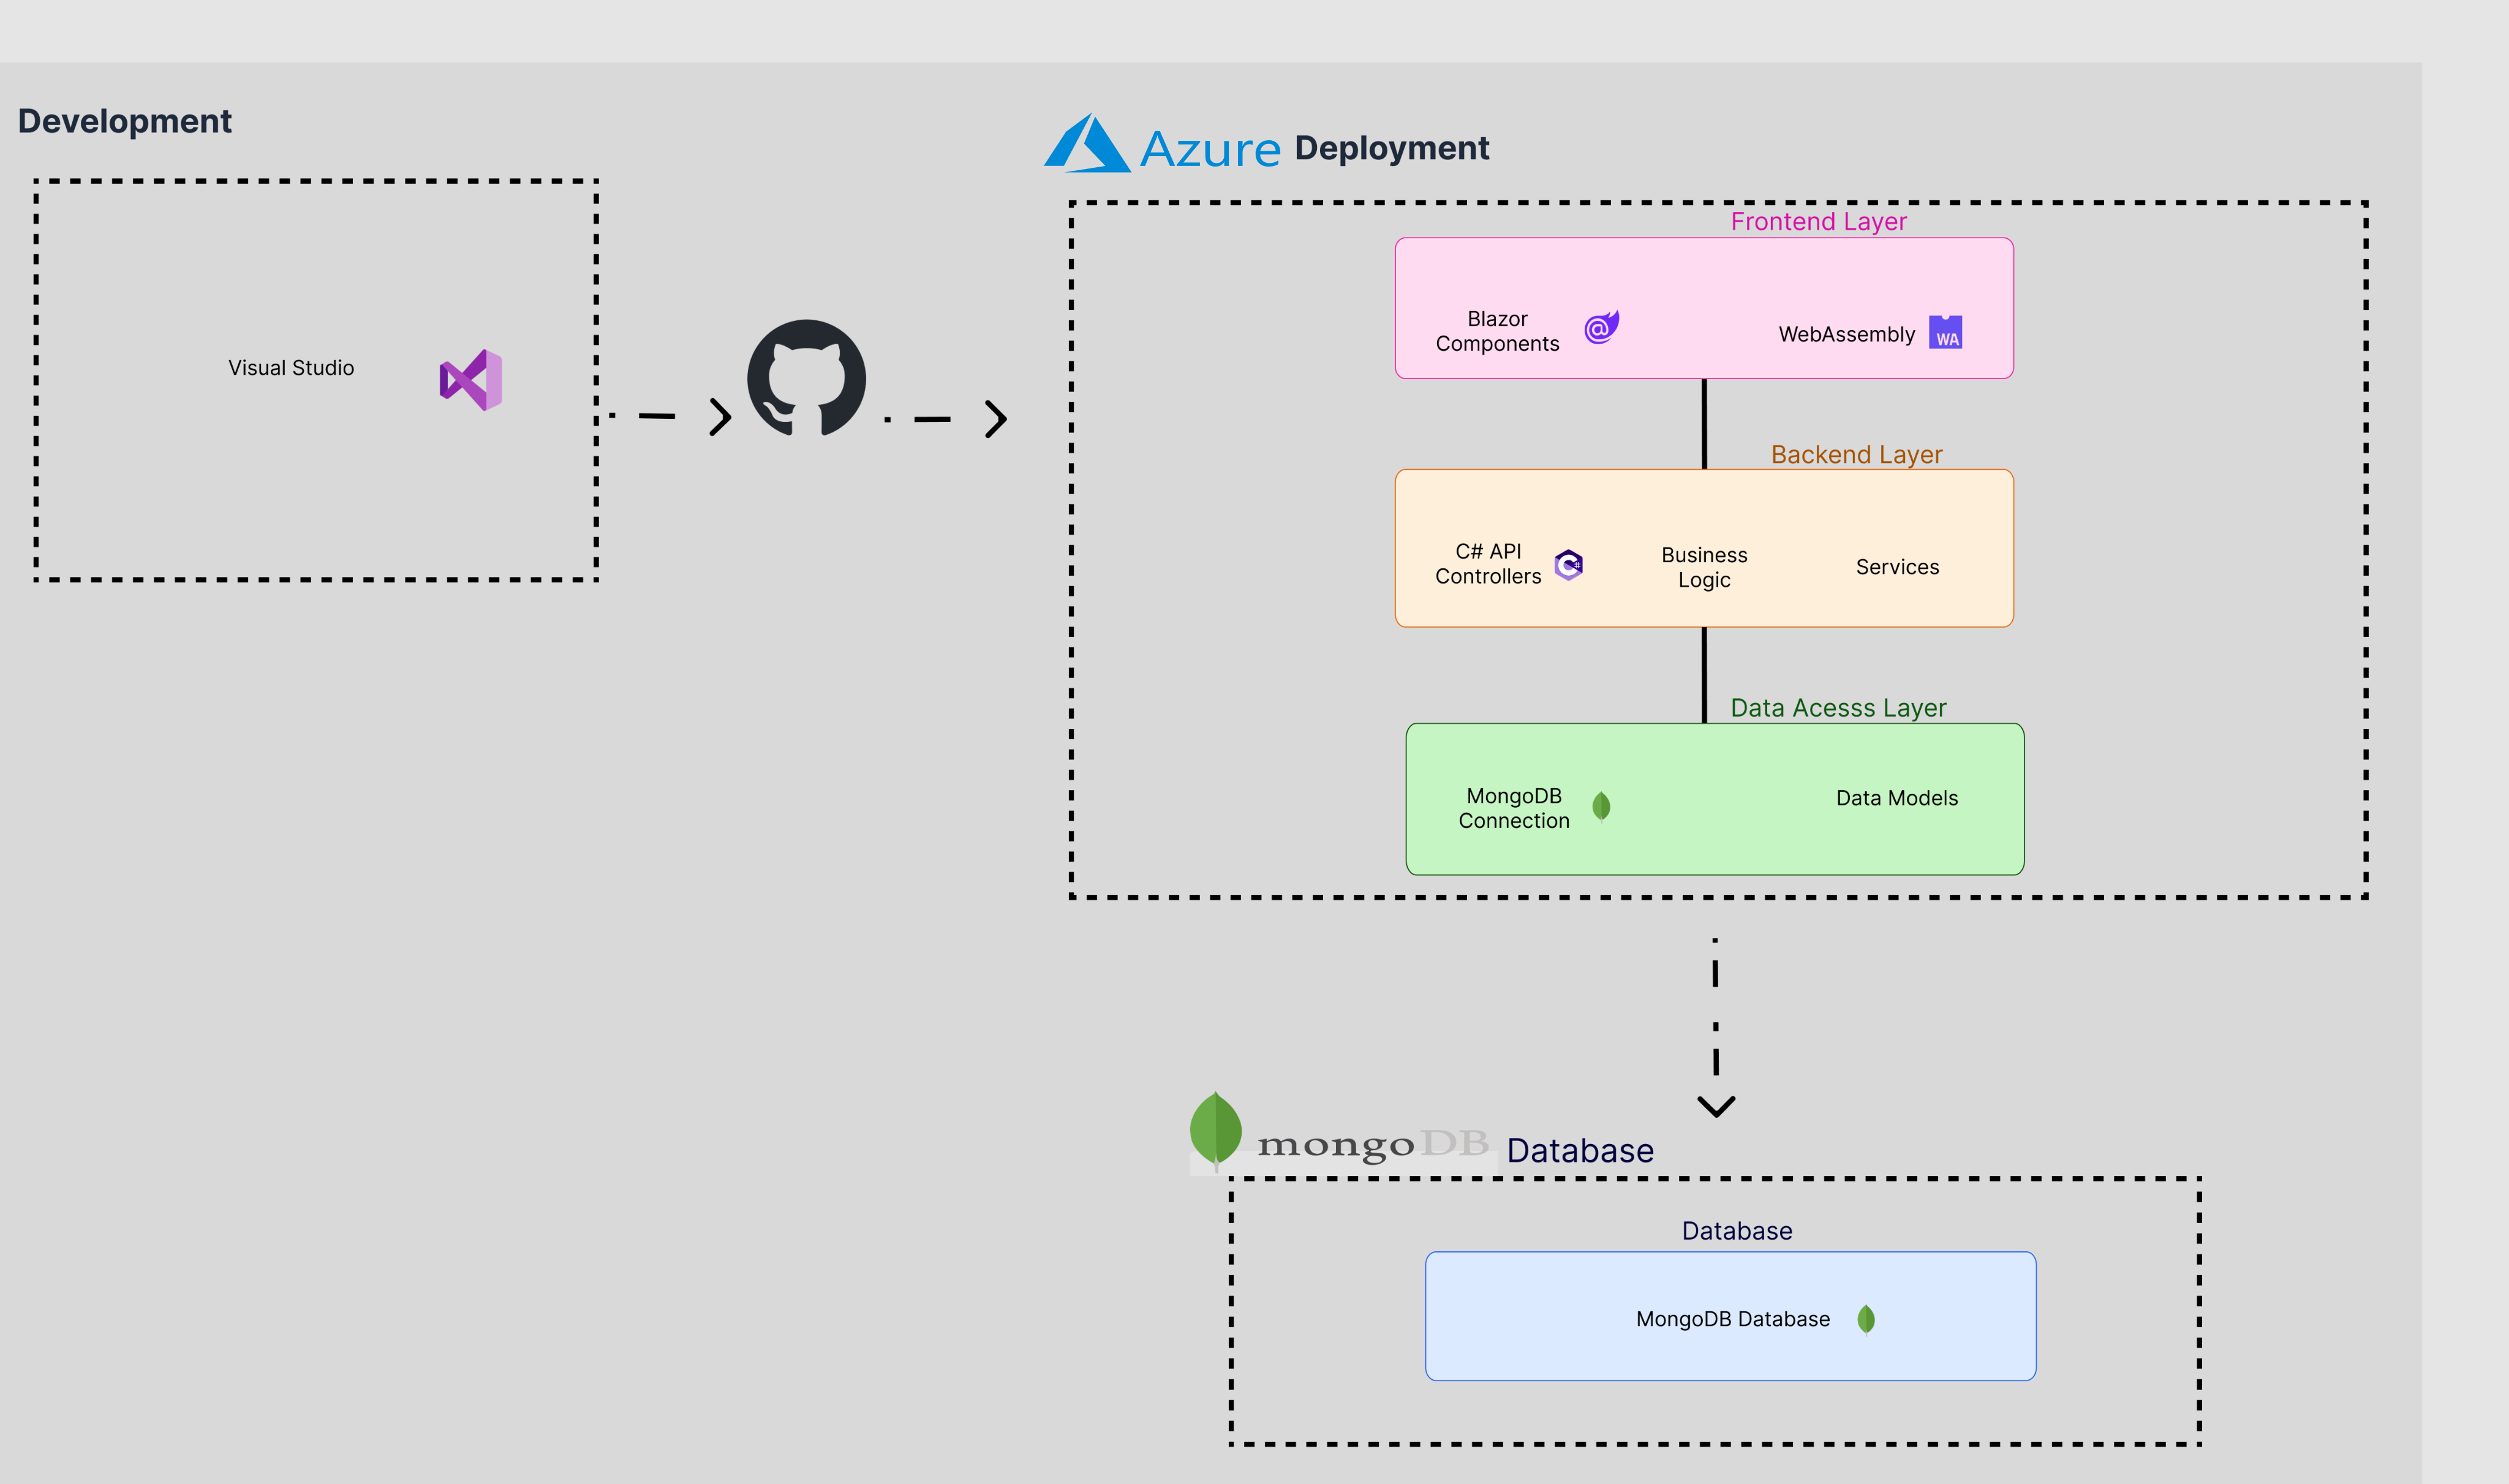 Development
Azure Deployment
Frontend Layer
Blazor
Components
WebAssembly
WA
Visual Studio
Backend Layer
C# API
Controllers
C#
Business
Logic
Services
Data Acesss Layer
MongoDB
Connection
Data Models
mongoDB Database
Database
MongoDB Database